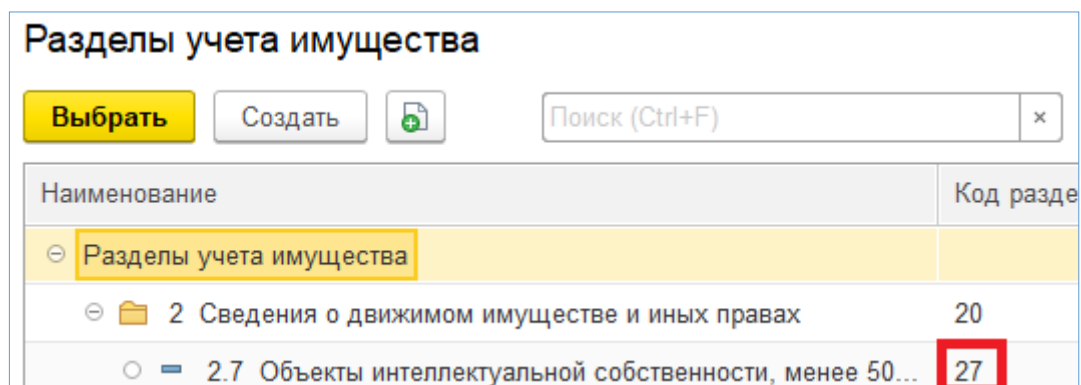 Разделы учета имущества
Выбрать Создать Поиск (Ctrl+F) ×
Наименование Код разде
Разделы учета имущества
2 Сведения о движимом имуществе и иных правах 20
2.7 Объекты интеллектуальной собственности, менее 50... 27